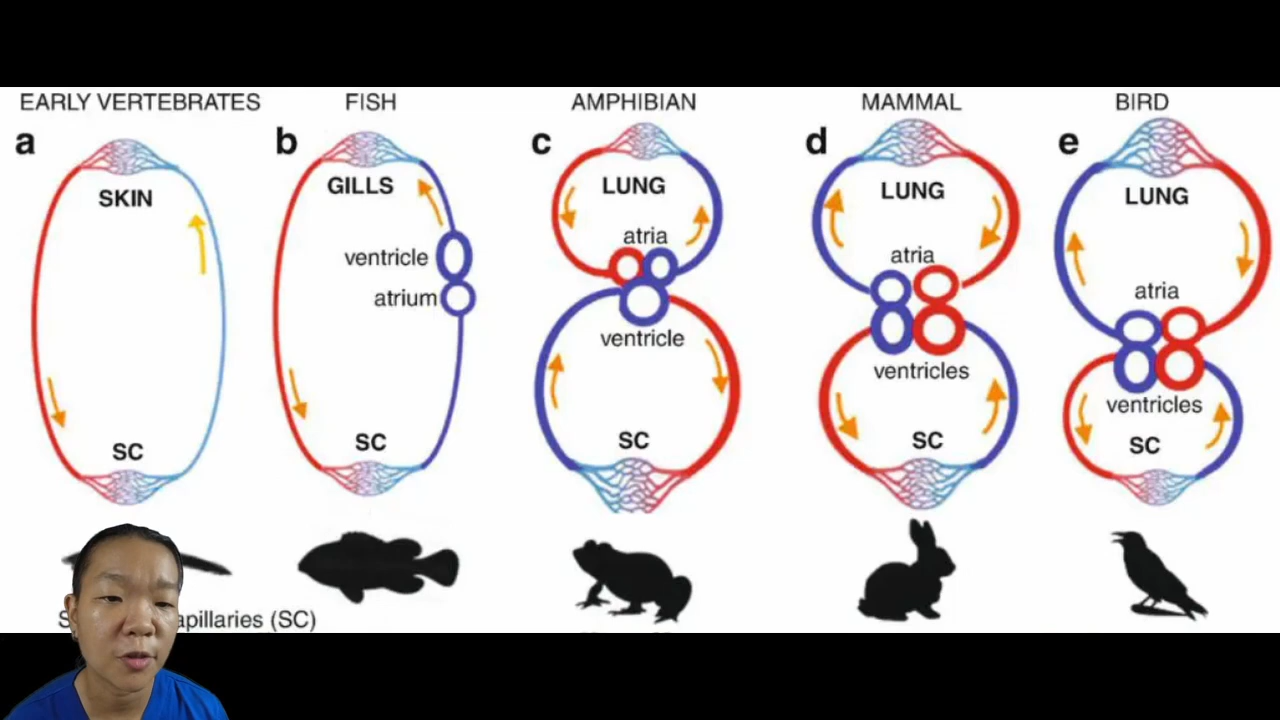 EARLY VERTEBRATES
FISH
AMPHIBIAN
MAMMAL
BIRD
a
b
c
d
e
SKIN
GILLS
LUNG
LUNG
LUNG
atria
atria
atria
ventricle
atrium
ventricle
ventricles
ventricles
SC
SC
SC
SC
SC
(SC)